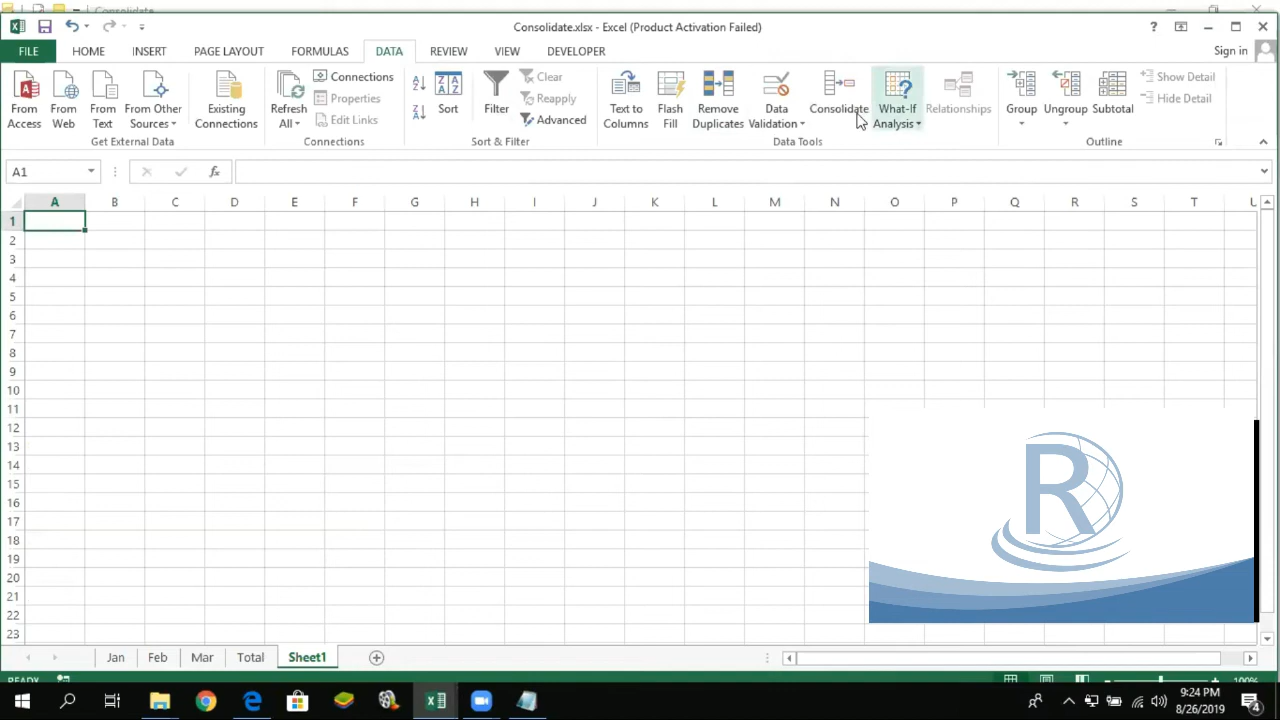 Consolidate
Consolidate.xlsx - Excel (Product Activation Failed)
?
FILE HOME INSERT PAGE LAYOUT FORMULAS DATA REVIEW VIEW DEVELOPER Sign in
From Access
From Web
From Text
From Other Sources
Existing Connections
Get External Data
Refresh All
Connections
Properties
Edit Links
Connections
Sort
Filter
Clear
Reapply
Advanced
Sort & Filter
Text to Columns
Flash Fill
Remove Duplicates
Data Validation
Consolidate
What-If Analysis
Relationships
Data Tools
Group
Ungroup
Subtotal
Show Detail
Hide Detail
Outline
A1 fx
A B C D E F G H I J K L M N O P Q R S T U
1
2
3
4
5
6
7
8
9
10
11
12
13
14
15
16
17
18
19
20
21
22
23
R
Jan Feb Mar Total Sheet1
READY 100%
9:24 PM
8/26/2019
4